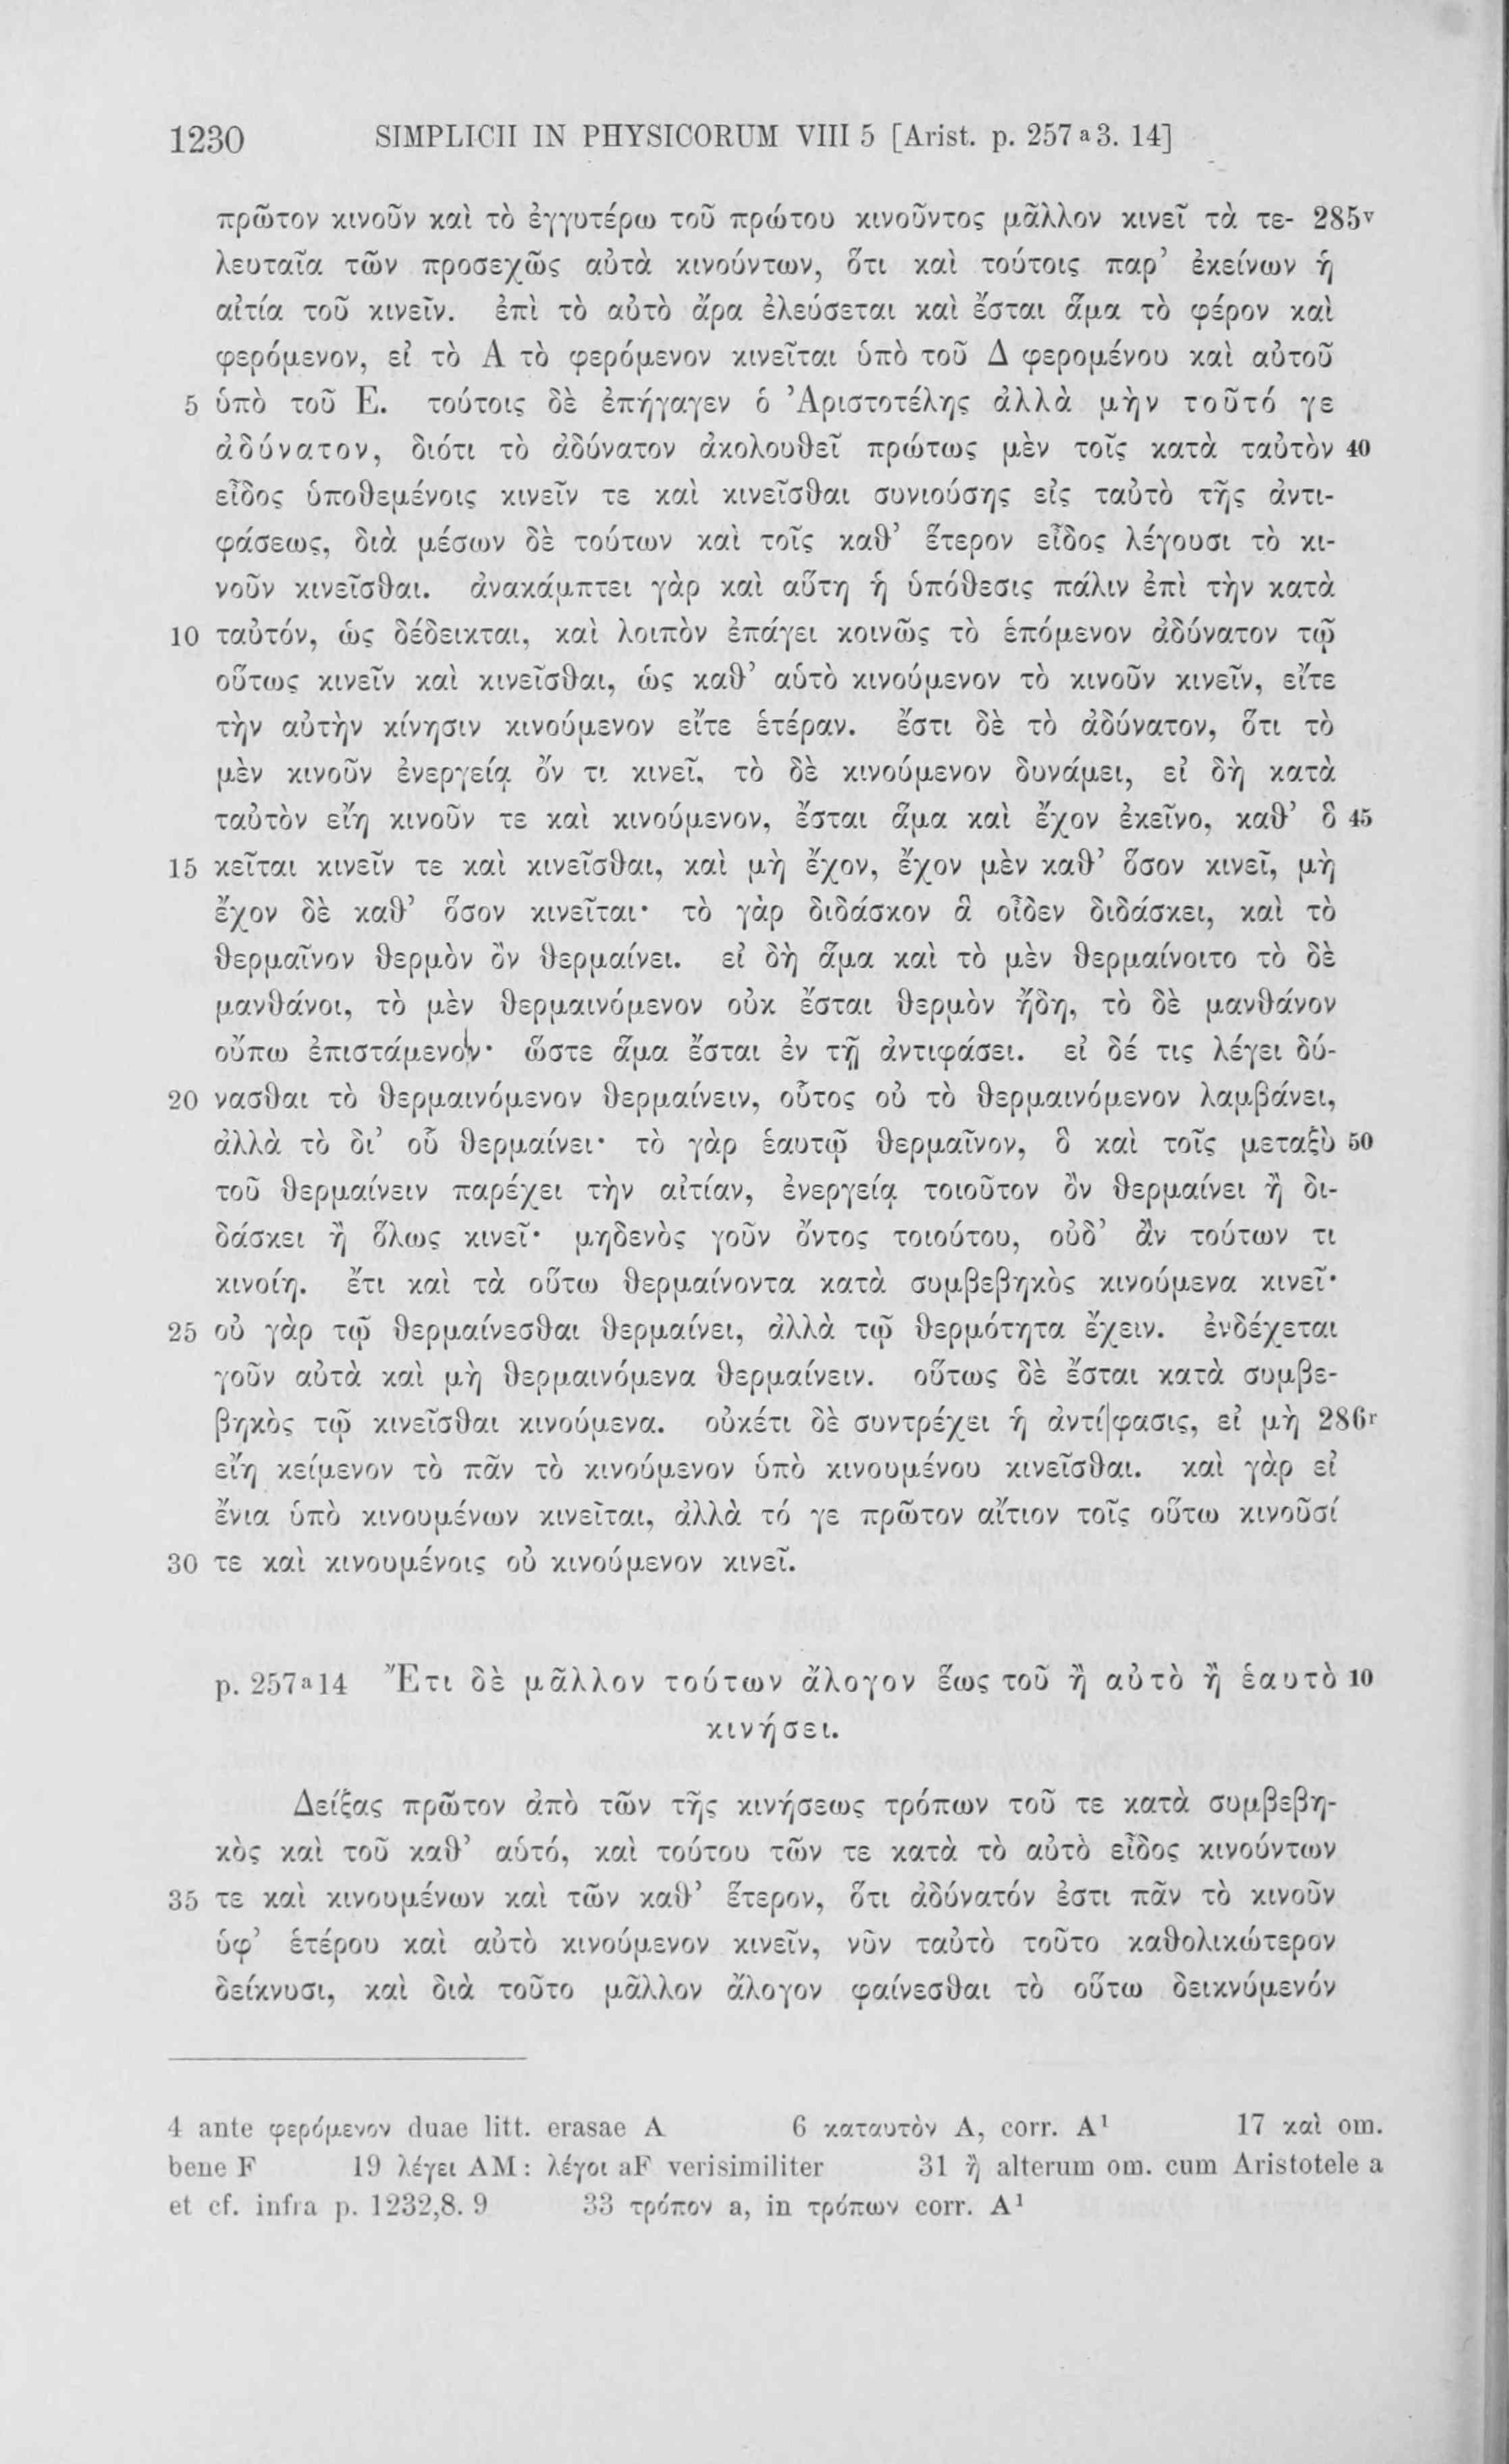 1230 SIMPLICII IN PHYSICORUM VIII 5 [Arist. p. 257 a 3. 14]
πρῶτον κινοῦν καὶ τὸ ἐγγυτέρω τοῦ πρώτου κινοῦντος μᾶλλον κινεῖ τὰ τε- 285v
λευταῖα τῶν προσεχῶς αὐτὰ κινούντων, ὅτι καὶ τούτοις παρ’ ἐκείνων ἡ
αἰτία τοῦ κινεῖν. ἐπὶ τὸ αὐτὸ ἄρα ἐλεύσεται καὶ ἔσται ἅμα τὸ φέρον καὶ
φερόμενον, εἰ τὸ Α τὸ φερόμενον κινεῖται ὑπὸ τοῦ Δ φερομένου καὶ αὐτοῦ
5 ὑπὸ τοῦ Ε. τούτοις δὲ ἐπήγαγεν ὁ Ἀριστοτέλης ἀλλὰ μὴν τοῦτό γε
ἀδύνατον, διότι τὸ ἀδύνατον ἀκολουθεῖ πρώτως μὲν τοῖς κατὰ ταὐτὸν 40
εἶδος ὑποθεμένοις κινεῖν τε καὶ κινεῖσθαι συνιούσης εἰς ταὐτὸ τῆς ἀντι-
φάσεως, διὰ μέσων δὲ τούτων καὶ τοῖς καθ’ ἕτερον εἶδος λέγουσι τὸ κι-
νοῦν κινεῖσθαι. ἀνακάμπτει γὰρ καὶ αὕτη ἡ ὑπόθεσις πάλιν ἐπὶ τὴν κατὰ
10 ταὐτόν, ὡς δέδεικται, καὶ λοιπὸν ἐπάγει κοινῶς τὸ ἑπόμενον ἀδύνατον τῷ
οὕτως κινεῖν καὶ κινεῖσθαι, ὡς καθ’ αὑτὸ κινούμενον τὸ κινοῦν κινεῖν, εἴτε
τὴν αὐτὴν κίνησιν κινούμενον εἴτε ἑτέραν. ἔστι δὲ τὸ ἀδύνατον, ὅτι τὸ
μὲν κινοῦν ἐνεργείᾳ ὄν τι κινεῖ, τὸ δὲ κινούμενον δυνάμει, εἰ δὴ κατὰ
ταὐτὸν εἴη κινοῦν τε καὶ κινούμενον, ἔσται ἅμα καὶ ἔχον ἐκεῖνο, καθ’ ὃ 45
15 κεῖται κινεῖν τε καὶ κινεῖσθαι, καὶ μὴ ἔχον, ἔχον μὲν καθ’ ὅσον κινεῖ, μὴ
ἔχον δὲ καθ’ ὅσον κινεῖται· τὸ γὰρ διδάσκον ἃ οἶδεν διδάσκει, καὶ τὸ
θερμαῖνον θερμὸν ὂν θερμαίνει. εἰ δὴ ἅμα καὶ τὸ μὲν θερμαίνοιτο τὸ δὲ
μανθάνοι, τὸ μὲν θερμαινόμενον οὐκ ἔσται θερμὸν ἤδη, τὸ δὲ μανθάνον
οὔπω ἐπιστάμενον· ὥστε ἅμα ἔσται ἐν τῇ ἀντιφάσει. εἰ δέ τις λέγει δύ-
20 νασθαι τὸ θερμαινόμενον θερμαίνειν, οὗτος οὐ τὸ θερμαινόμενον λαμβάνει,
ἀλλὰ τὸ δι’ οὗ θερμαίνει· τὸ γὰρ ἑαυτῷ θερμαῖνον, ὃ καὶ τοῖς μεταξὺ 50
τοῦ θερμαίνειν παρέχει τὴν αἰτίαν, ἐνεργείᾳ τοιοῦτον ὂν θερμαίνει ἢ δι-
δάσκει ἢ ὅλως κινεῖ· μηδενὸς γοῦν ὄντος τοιούτου, οὐδ’ ἂν τούτων τι
κινοίη. ἔτι καὶ τὰ οὕτω θερμαίνοντα κατὰ συμβεβηκὸς κινούμενα κινεῖ·
25 οὐ γὰρ τῷ θερμαίνεσθαι θερμαίνει, ἀλλὰ τῷ θερμότητα ἔχειν. ἐνδέχεται
γοῦν αὐτὰ καὶ μὴ θερμαινόμενα θερμαίνειν. οὕτως δὲ ἔσται κατὰ συμβε-
βηκὸς τῷ κινεῖσθαι κινούμενα. οὐκέτι δὲ συντρέχει ἡ ἀντί|φασις, εἰ μὴ 286r
εἴη κείμενον τὸ πᾶν τὸ κινούμενον ὑπὸ κινουμένου κινεῖσθαι. καὶ γὰρ εἰ
ἔνια ὑπὸ κινουμένων κινεῖται, ἀλλὰ τό γε πρῶτον αἴτιον τοῖς οὕτω κινοῦσί
30 τε καὶ κινουμένοις οὐ κινούμενον κινεῖ.
p. 257a14 Ἔτι δὲ μᾶλλον τούτων ἄλογον ἕως τοῦ ἢ αὐτὸ ἢ ἑαυτὸ 10
κινήσει.
Δείξας πρῶτον ἀπὸ τῶν τῆς κινήσεως τρόπων τοῦ τε κατὰ συμβεβη-
κὸς καὶ τοῦ καθ’ αὑτό, καὶ τούτου τῶν τε κατὰ τὸ αὐτὸ εἶδος κινούντων
35 τε καὶ κινουμένων καὶ τῶν καθ’ ἕτερον, ὅτι ἀδύνατόν ἐστι πᾶν τὸ κινοῦν
ὑφ’ ἑτέρου καὶ αὐτὸ κινούμενον κινεῖν, νῦν ταὐτὸ τοῦτο καθολικώτερον
δείκνυσι, καὶ διὰ τοῦτο μᾶλλον ἄλογον φαίνεσθαι τὸ οὕτω δεικνύμενόν
4 ante φερόμενον duae litt. erasae A 6 καταυτὸν A, corr. A¹ 17 καὶ om.
bene F 19 λέγει AM: λέγοι aF verisimiliter 31 ἢ alterum om. cum Aristotele a
et cf. infra p. 1232,8. 9 33 τρόπον a, in τρόπων corr. A¹